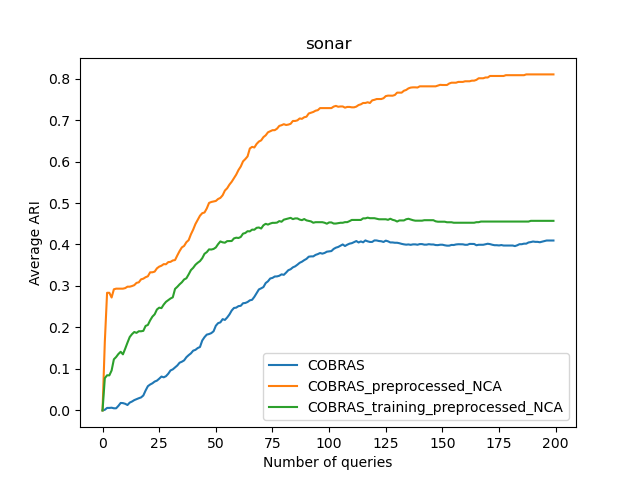 sonar
Average ARI
0.8
0.7
0.6
0.5
0.4
0.3
0.2
0.1
0.0
COBRAS
COBRAS_preprocessed_NCA
COBRAS_training_preprocessed_NCA
0 25 50 75 100 125 150 175 200
Number of queries